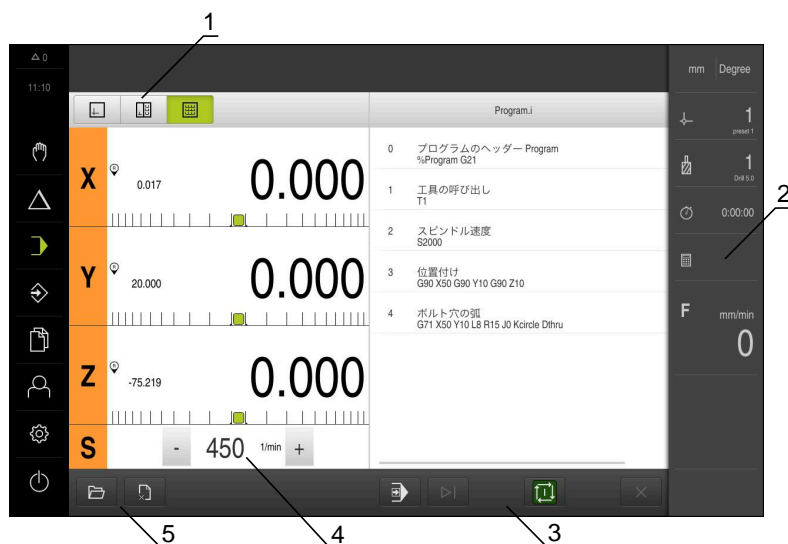 1
0
11:10
mm Degree
Program.i
X
R
0.017
0.000
Y
R
20.000
0.000
Z
R
-75.219
0.000
S
-
450
1/min
+
0 プログラムのヘッダー Program
%Program G21
1 工具の呼び出し
T1
2 スピンドル速度
S2000
3 位置付け
G90 X50 G90 Y10 G90 Z10
4 ボルト穴の弧
G71 X50 Y10 L8 R15 J0 Kcircle Dthru
1
preset 1
1
Drill 5.0
0:00:00
2
F mm/min
0
5
4
3